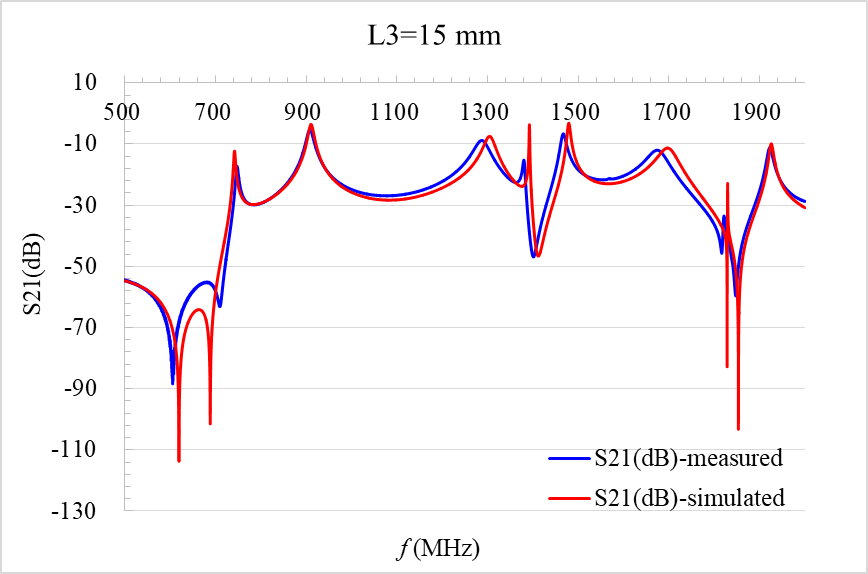 L3=15 mm
10
500 700 900 1100 1300 1500 1700 1900
-10
-30
-50
-70
-90
-110
-130
S21(dB)
S21(dB)-measured
S21(dB)-simulated
f (MHz)